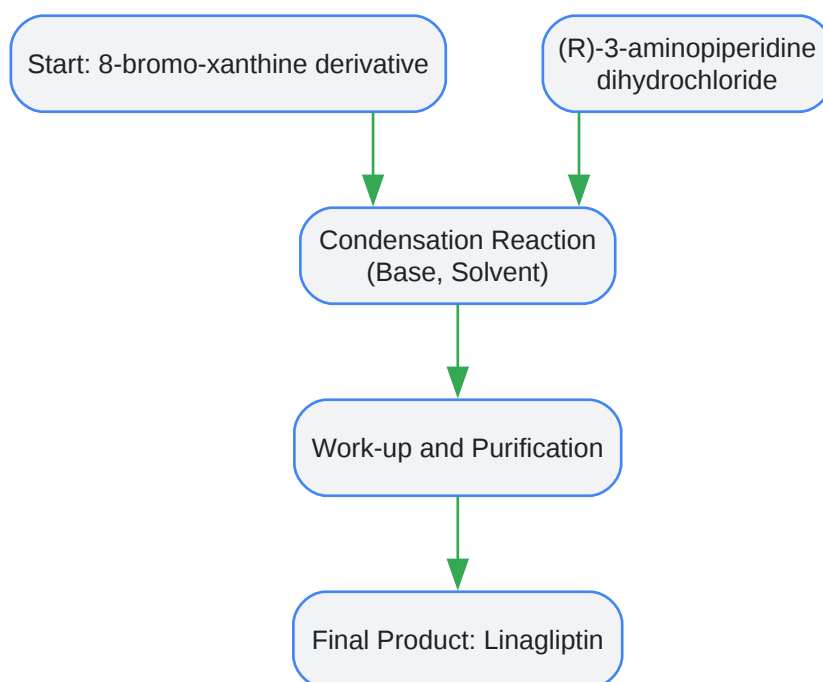 Start: 8-bromo-xanthine derivative
(R)-3-aminopiperidine
dihydrochloride
Condensation Reaction
(Base, Solvent)
Work-up and Purification
Final Product: Linagliptin